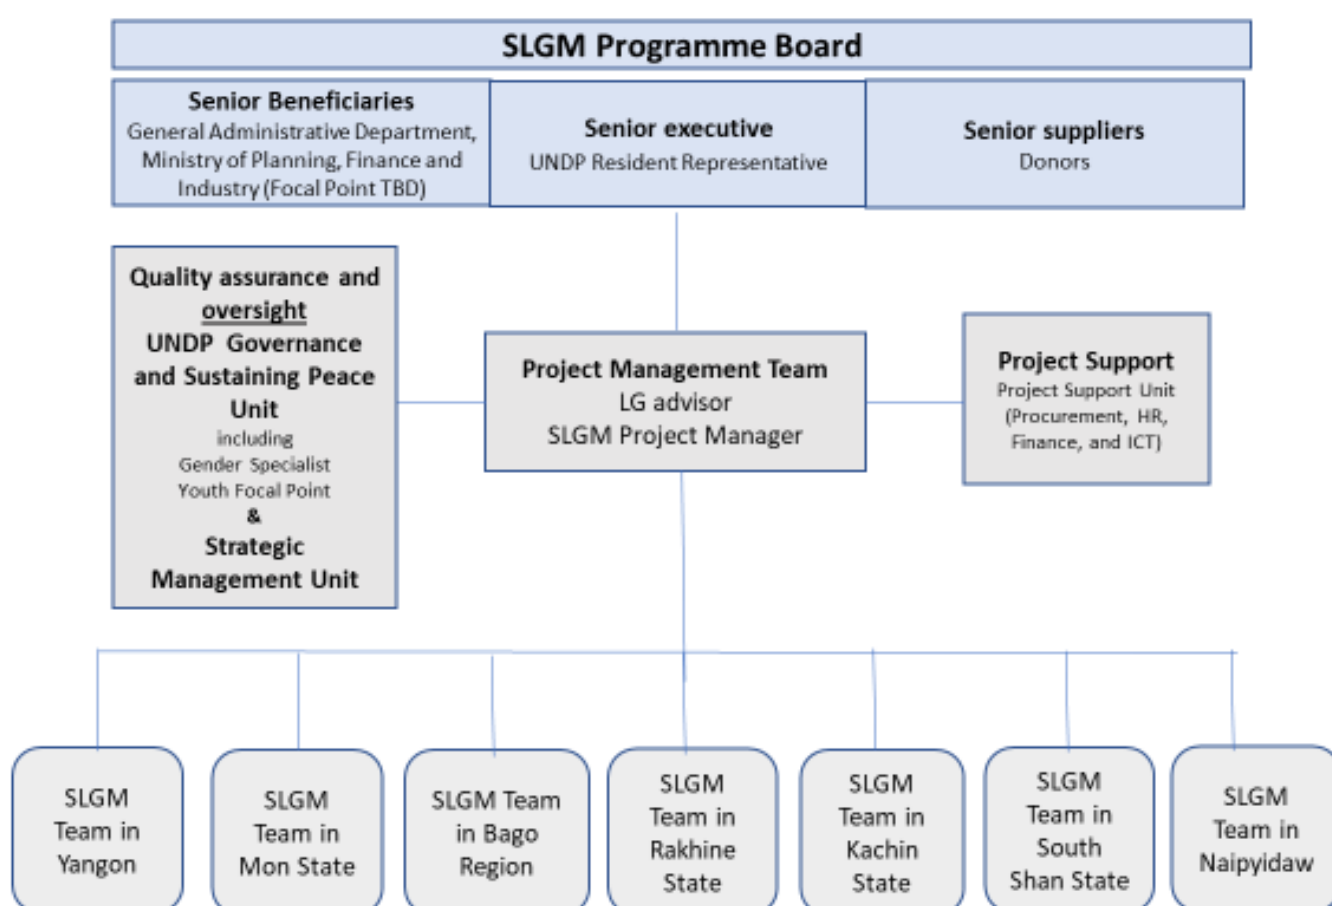 SLGM Programme Board
Senior Beneficiaries
General Administrative Department,
Ministry of Planning, Finance and
Industry (Focal Point TBD)
Senior executive
UNDP Resident Representative
Senior suppliers
Donors
Quality assurance and
oversight
UNDP Governance
and Sustaining Peace
Unit
including
Gender Specialist
Youth Focal Point
&
Strategic
Management Unit
Project Management Team
LG advisor
SLGM Project Manager
Project Support
Project Support Unit
(Procurement, HR,
Finance, and ICT)
SLGM
Team in
Yangon
SLGM
Team in
Mon State
SLGM Team
in Bago
Region
SLGM
Team in
Rakhine
State
SLGM
Team in
Kachin
State
SLGM
Team in
South
Shan State
SLGM
Team in
Naipyidaw